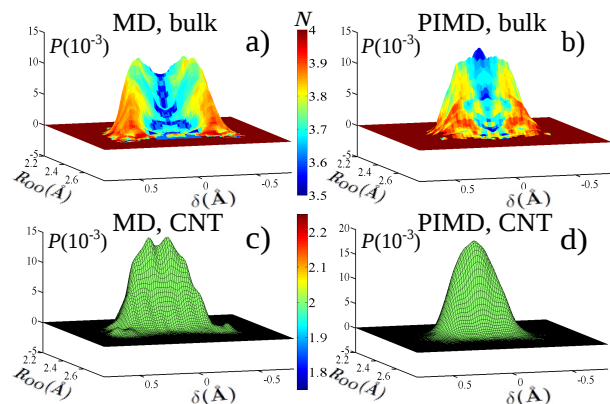 MD, bulk
N
PIMD, bulk
15
P(10-3)
a)
10
5
0
-5
2.2
2.4
2.6
Roo(Å)
0.5
0
-0.5
δ(Å)
4
3.9
3.8
3.7
3.6
3.5
15
P(10-3)
b)
10
5
0
-5
2.2
2.4
2.6
Roo(Å)
0.5
0
-0.5
δ(Å)
MD, CNT
PIMD, CNT
15
P(10-3)
c)
10
5
0
-5
2.2
2.4
2.6
Roo(Å)
0.5
0
-0.5
δ(Å)
2.2
2.1
2
1.9
1.8
20
P(10-3)
d)
15
10
5
0
-5
2.2
2.4
2.6
Roo(Å)
0.5
0
-0.5
δ(Å)